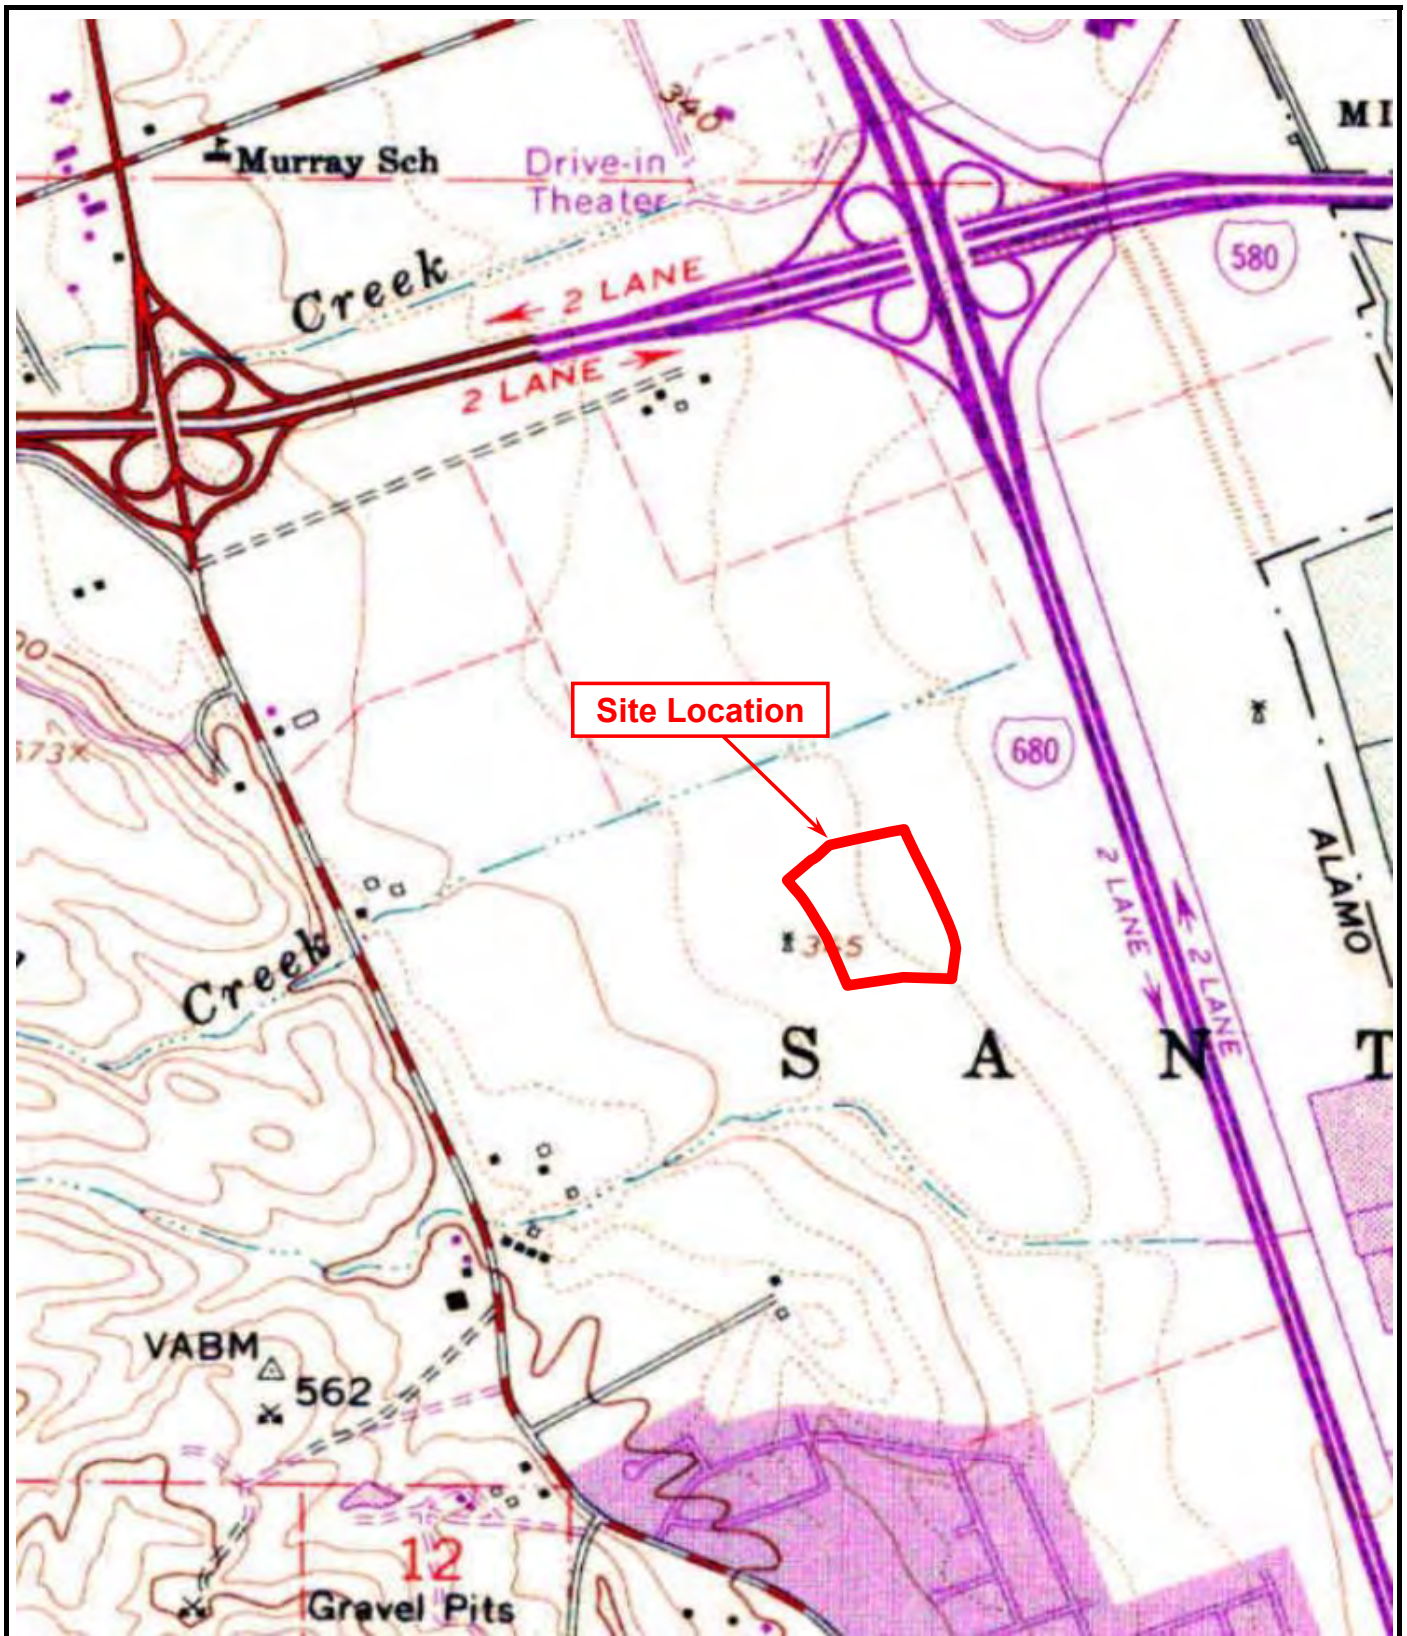 340
MI
Murray Sch
Drive-in
Theater
580
Creek
2 LANE
2 LANE
Site Location
680
2 LANE
2 LANE
ALAMO
345
Creek
S A N T
VABM
562
12
Gravel Pits